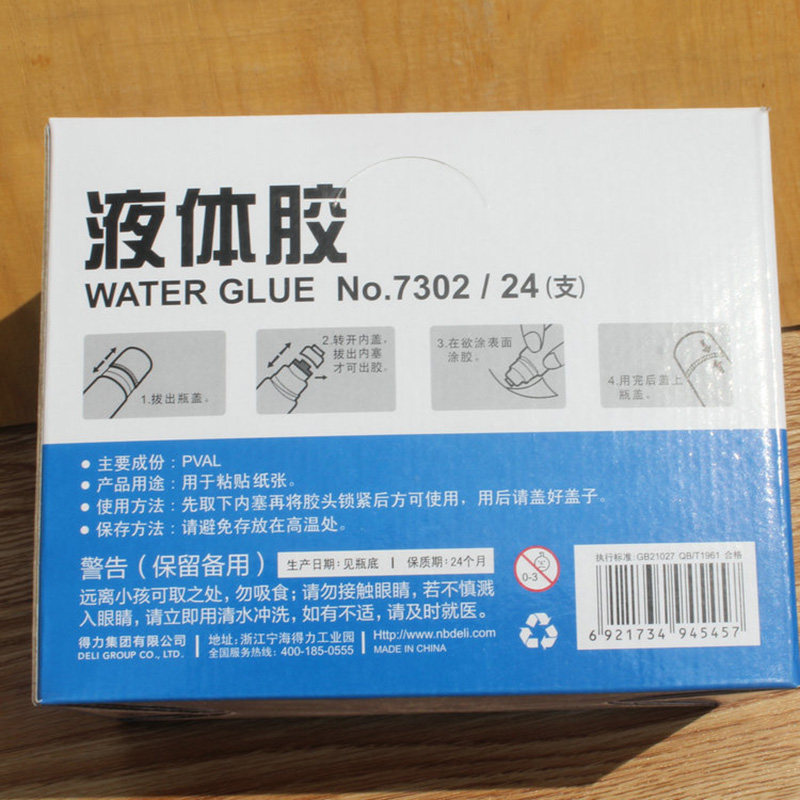 液体胶
WATER GLUE No.7302 / 24(支)
1.拔出瓶盖。
2.转开内盖,
拔出内塞
才可出胶。
3.在欲涂表面
涂胶。
4.用完后盖上
瓶盖。
● 主要成份:PVAL
● 产品用途:用于粘贴纸张。
● 使用方法:先取下内塞再将胶头锁紧后方可使用,用后请盖好盖子。
● 保存方法:请避免存放在高温处。
警告(保留备用)
生产日期:见瓶底 | 保质期:24个月
远离小孩可取之处,勿吸食;请勿接触眼睛,若不慎溅
入眼睛,请立即用清水冲洗,如有不适,请及时就医。
得力集团有限公司
DELI GROUP CO., LTD.
地址:浙江宁海得力工业园
全国服务热线:400-185-0555
Http://www.nbdeli.com
MADE IN CHINA
0-3
执行标准:GB21027 QB/T1961 合格
6 921734 945457